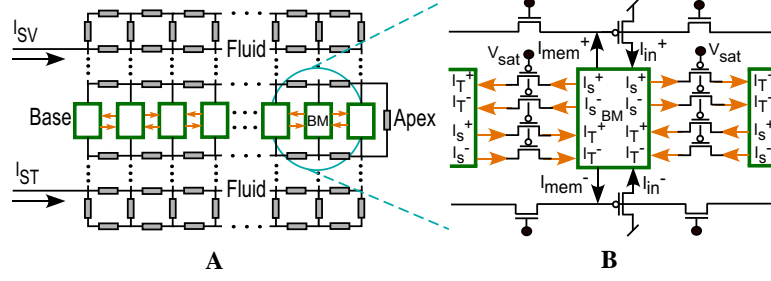 I_SV
Fluid
Base
BM
Apex
I_ST
Fluid
A
I_mem+
I_in+
V_sat
V_sat
I_T+
I_T-
I_s+
I_s-
I_s+
I_s-
I_T+
I_T-
BM
I_s+
I_s-
I_T+
I_T-
I_T+
I_T-
I_s+
I_s-
I_mem-
I_in-
B